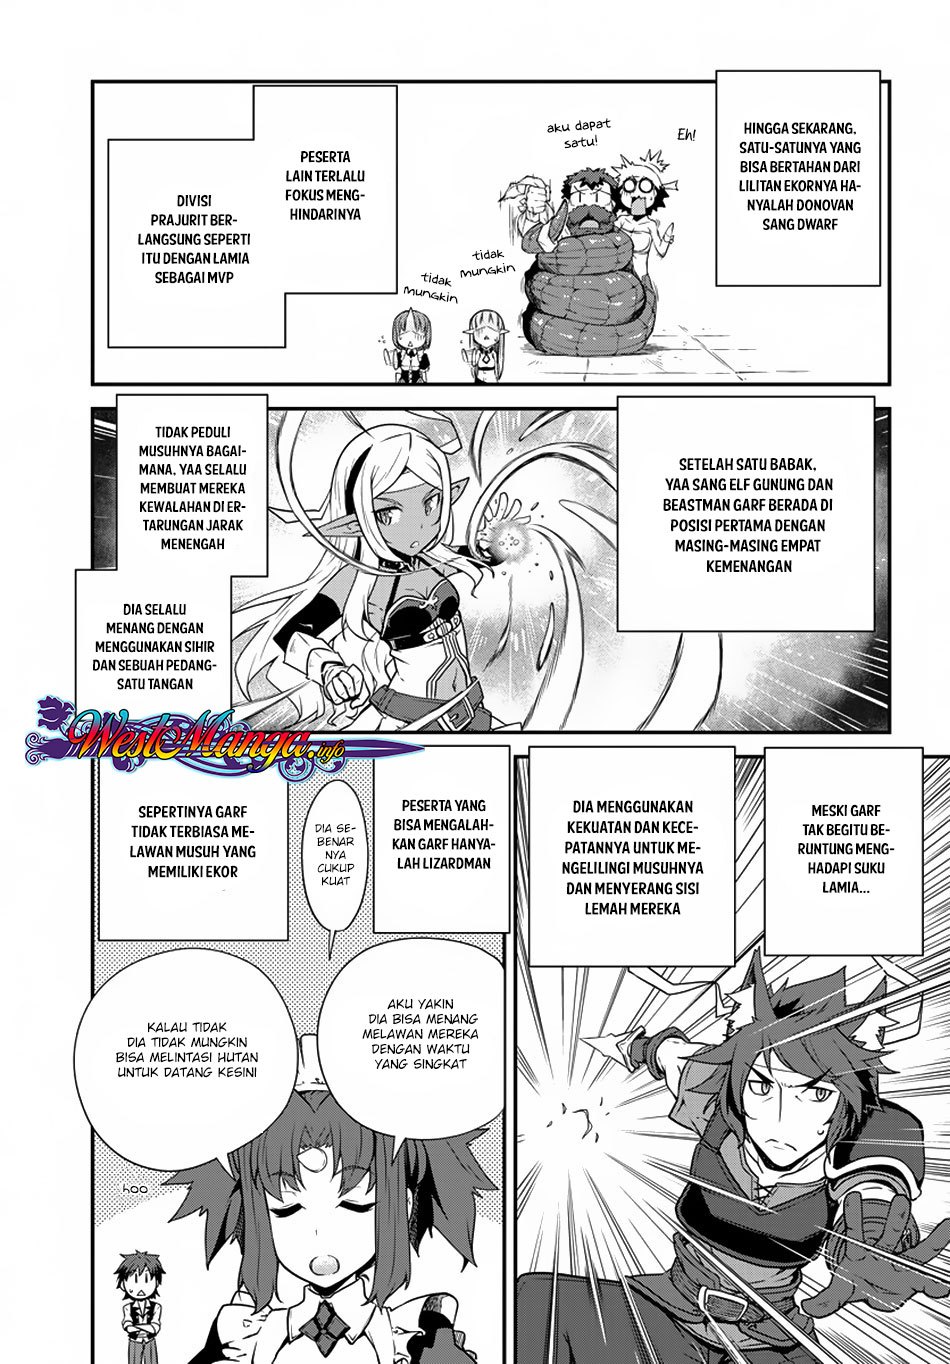 HINGGA SEKARANG,
SATU-SATUNYA YANG
BISA BERTAHAN DARI
LILITAN EKORNYA HA-
NYALAH DONOVAN
SANG DWARF
Eh!
aku dapat
satu!
tidak
mungkin
tidak
mungkin
PESERTA
LAIN TERLALU
FOKUS MENG-
HINDARINYA
DIVISI
PRAJURIT BER-
LANGSUNG SEPERTI
ITU DENGAN LAMIA
SEBAGAI MVP
SETELAH SATU BABAK,
YAA SANG ELF GUNUNG DAN
BEASTMAN GARF BERADA DI
POSISI PERTAMA DENGAN
MASING-MASING EMPAT
KEMENANGAN
TIDAK PEDULI
MUSUHNYA BAGAI-
MANA, YAA SELALU
MEMBUAT MEREKA
KEWALAHAN DI ER-
TARUNGAN JARAK
MENENGAH
DIA SELALU
MENANG DENGAN
MENGGUNAKAN SIHIR
DAN SEBUAH PEDANG-
SATU TANGAN
WestManga.info
MESKI GARF
TAK BEGITU BE-
RUNTUNG MENG-
HADAPI SUKU
LAMIA...
DIA MENGGUNAKAN
KEKUATAN DAN KECE-
PATANNYA UNTUK ME-
NGELILINGI MUSUHNYA
DAN MENYERANG SISI
LEMAH MEREKA
PESERTA YANG
BISA MENGALAH-
KAN GARF HANYA-
LAH LIZARDMAN
DIA SE-
BENAR
NYA
CUKUP
KUAT
SEPERTINYA GARF
TIDAK TERBIASA ME-
LAWAN MUSUH YANG
MEMILIKI EKOR
AKU YAKIN
DIA BISA MENANG
MELAWAN MEREKA
DENGAN WAKTU
YANG SINGKAT
KALAU TIDAK
DIA TIDAK MUNGKIN
BISA MELINTASI HUTAN
UNTUK DATANG KESINI
hoo